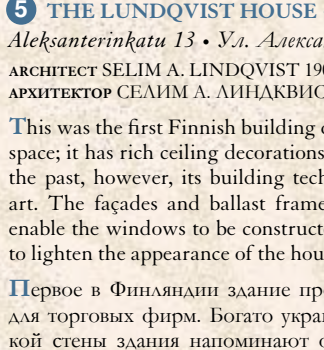 5 THE LUNDQVIST HOUSE
Aleksanterinkatu 13 • Ул. Алекса
ARCHITECT SELIM A. LINDQVIST 190
АРХИТЕКТОР СЕЛИМ А. ЛИНДКВИС
This was the first Finnish building
space; it has rich ceiling decorations
the past, however, its building tech
art. The façades and ballast frame
enable the windows to be construct
to lighten the appearance of the hou
Первое в Финляндии здание пр
для торговых фирм. Богато укра
кой стены здания напоминают о